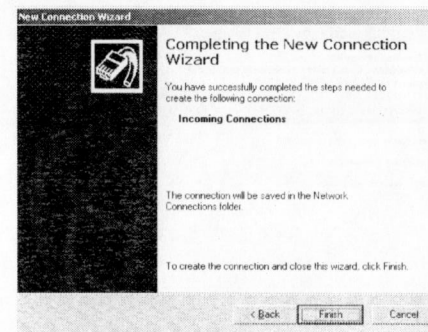 New Connection Wizard
Completing the New Connection
Wizard
You have successfully completed the steps needed to
create the following connection:
Incoming Connections
The connection will be saved in the Network
Connections folder.
To create the connection and close this wizard, click Finish.
< Back
Finish
Cancel